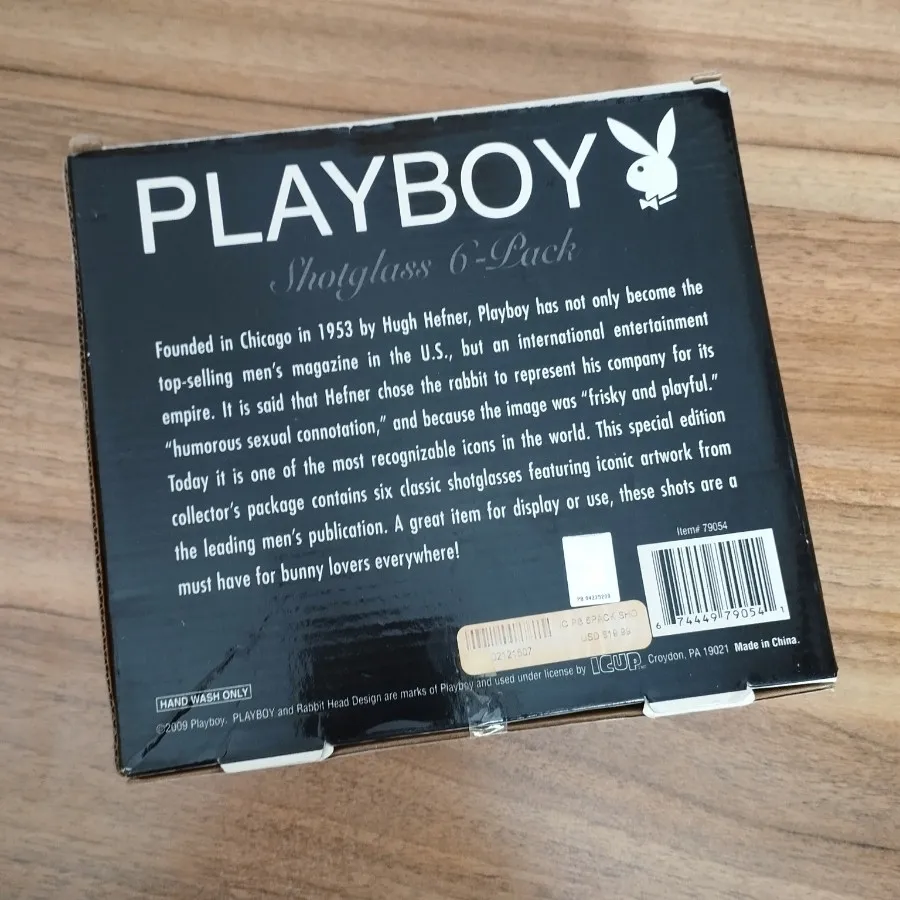 PLAYBOY
Shotglass 6-Pack
Founded in Chicago in 1953 by Hugh Hefner, Playboy has not only become the
top-selling men's magazine in the U.S., but an international entertainment
empire. It is said that Hefner chose the rabbit to represent his company for its
"humorous sexual connotation," and because the image was "frisky and playful."
Today it is one of the most recognizable icons in the world. This special edition
collector's package contains six classic shotglasses featuring iconic artwork from
the leading men's publication. A great item for display or use, these shots are a
must have for bunny lovers everywhere!
Item# 79054
6 74449 79054 1
PB 6PACK SHO
USD $19.99
02121507
HAND WASH ONLY
©2009 Playboy. PLAYBOY and Rabbit Head Design are marks of Playboy and used under license by ICUP Croydon, PA 19021 Made in China.